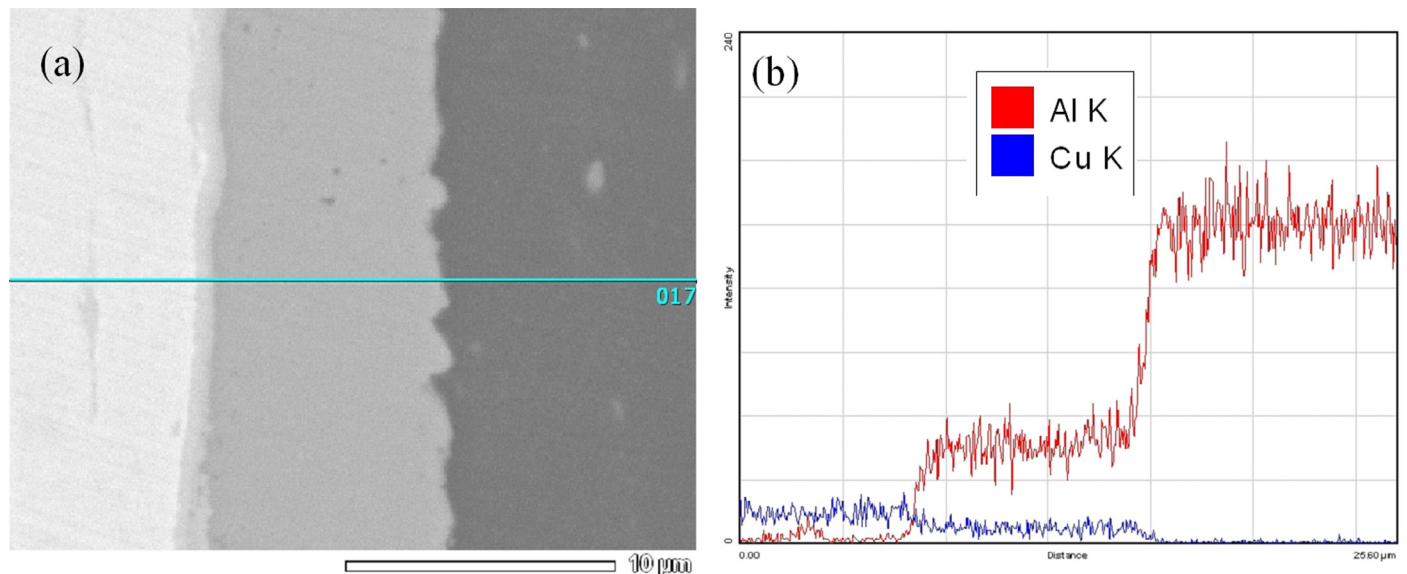 (a)
017
10 μm
(b)
240
Al K
Cu K
Intensity
0
0.00
Distance
25.60 μm